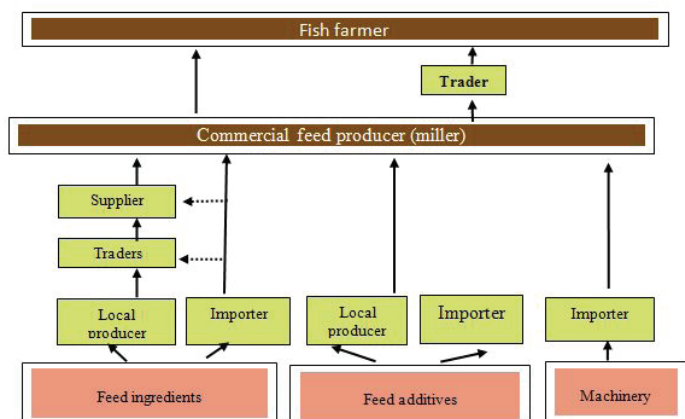 Fish farmer
Trader
Commercial feed producer (miller)
Supplier
Traders
Local
producer
Importer
Local
producer
Importer
Importer
Feed ingredients
Feed additives
Machinery